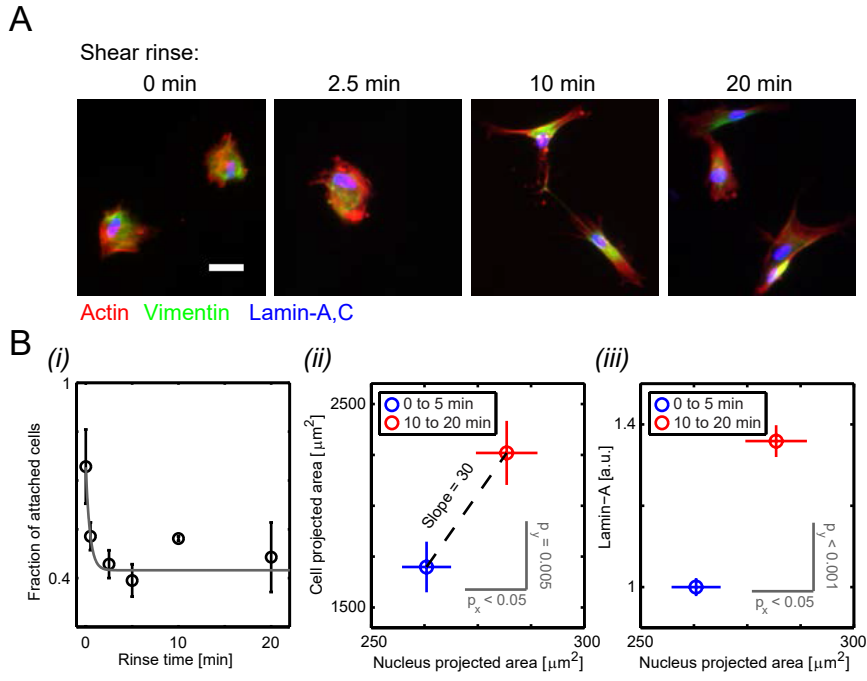 A
Shear rinse:
0 min 2.5 min 10 min 20 min
Actin Vimentin Lamin-A,C
B
(i) (ii) (iii)
1
0.4
Fraction of attached cells
0 10 20
Rinse time [min]
0 to 5 min
10 to 20 min
2500
1500
Cell projected area [μm²]
Slope = 30
p_y = 0.005
p_x < 0.05
250 300
Nucleus projected area [μm²]
0 to 5 min
10 to 20 min
1.4
1
Lamin−A [a.u.]
p_y < 0.001
p_x < 0.05
250 300
Nucleus projected area [μm²]